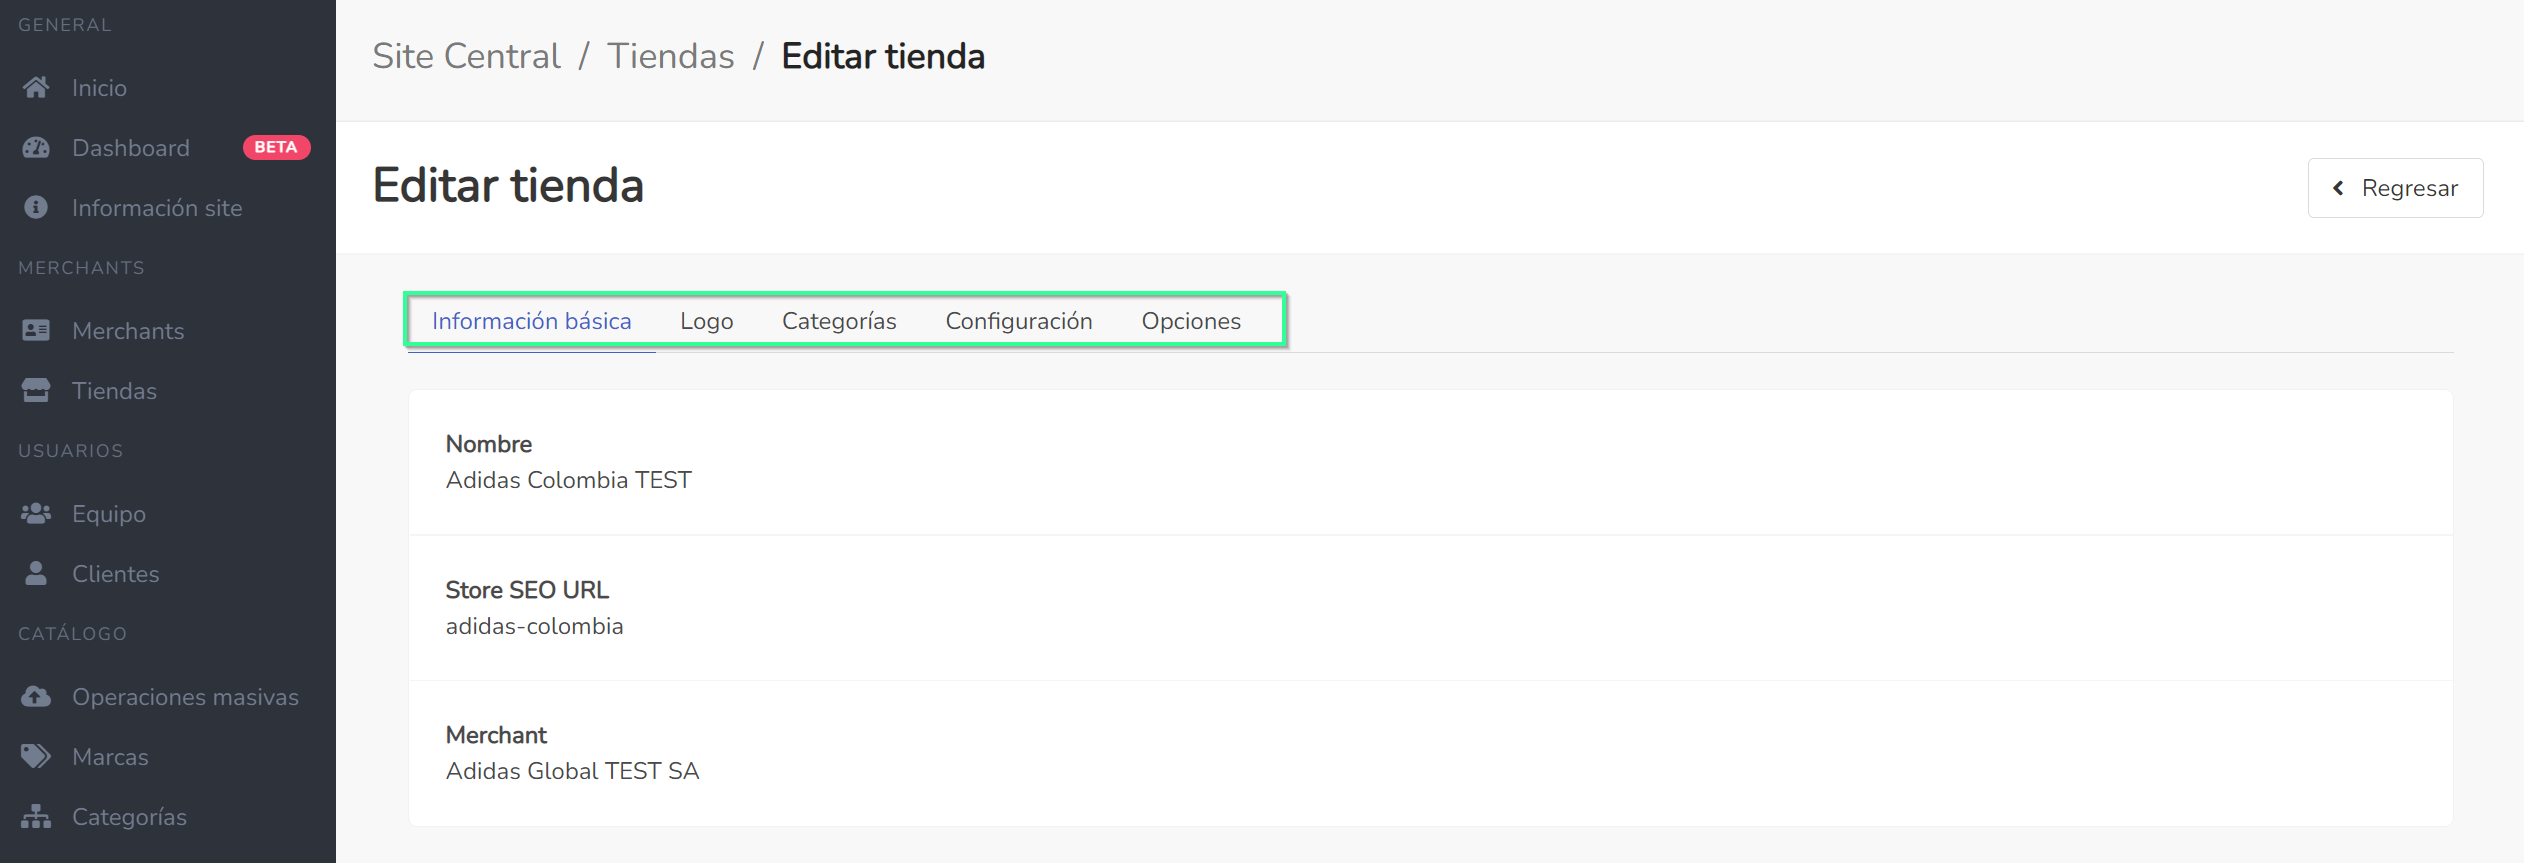 GENERAL
Inicio
Dashboard BETA
Información site
MERCHANTS
Merchants
Tiendas
USUARIOS
Equipo
Clientes
CATÁLOGO
Operaciones masivas
Marcas
Categorías
Site Central / Tiendas / Editar tienda
Editar tienda
Regresar
Información básica Logo Categorías Configuración Opciones
Nombre
Adidas Colombia TEST
Store SEO URL
adidas-colombia
Merchant
Adidas Global TEST SA